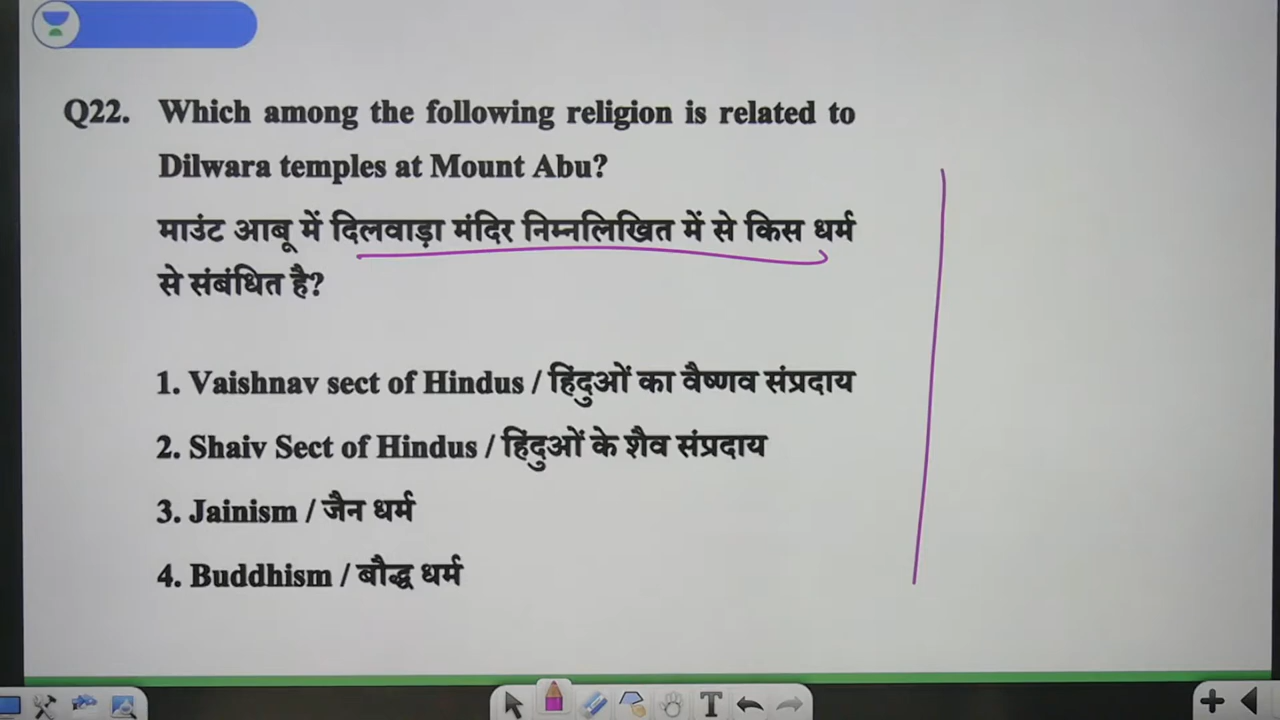 Q22. Which among the following religion is related to
Dilwara temples at Mount Abu?
माउंट आबू में दिलवाड़ा मंदिर निम्नलिखित में से किस धर्म
से संबंधित है?
1. Vaishnav sect of Hindus / हिंदुओं का वैष्णव संप्रदाय
2. Shaiv Sect of Hindus / हिंदुओं के शैव संप्रदाय
3. Jainism / जैन धर्म
4. Buddhism / बौद्ध धर्म
T